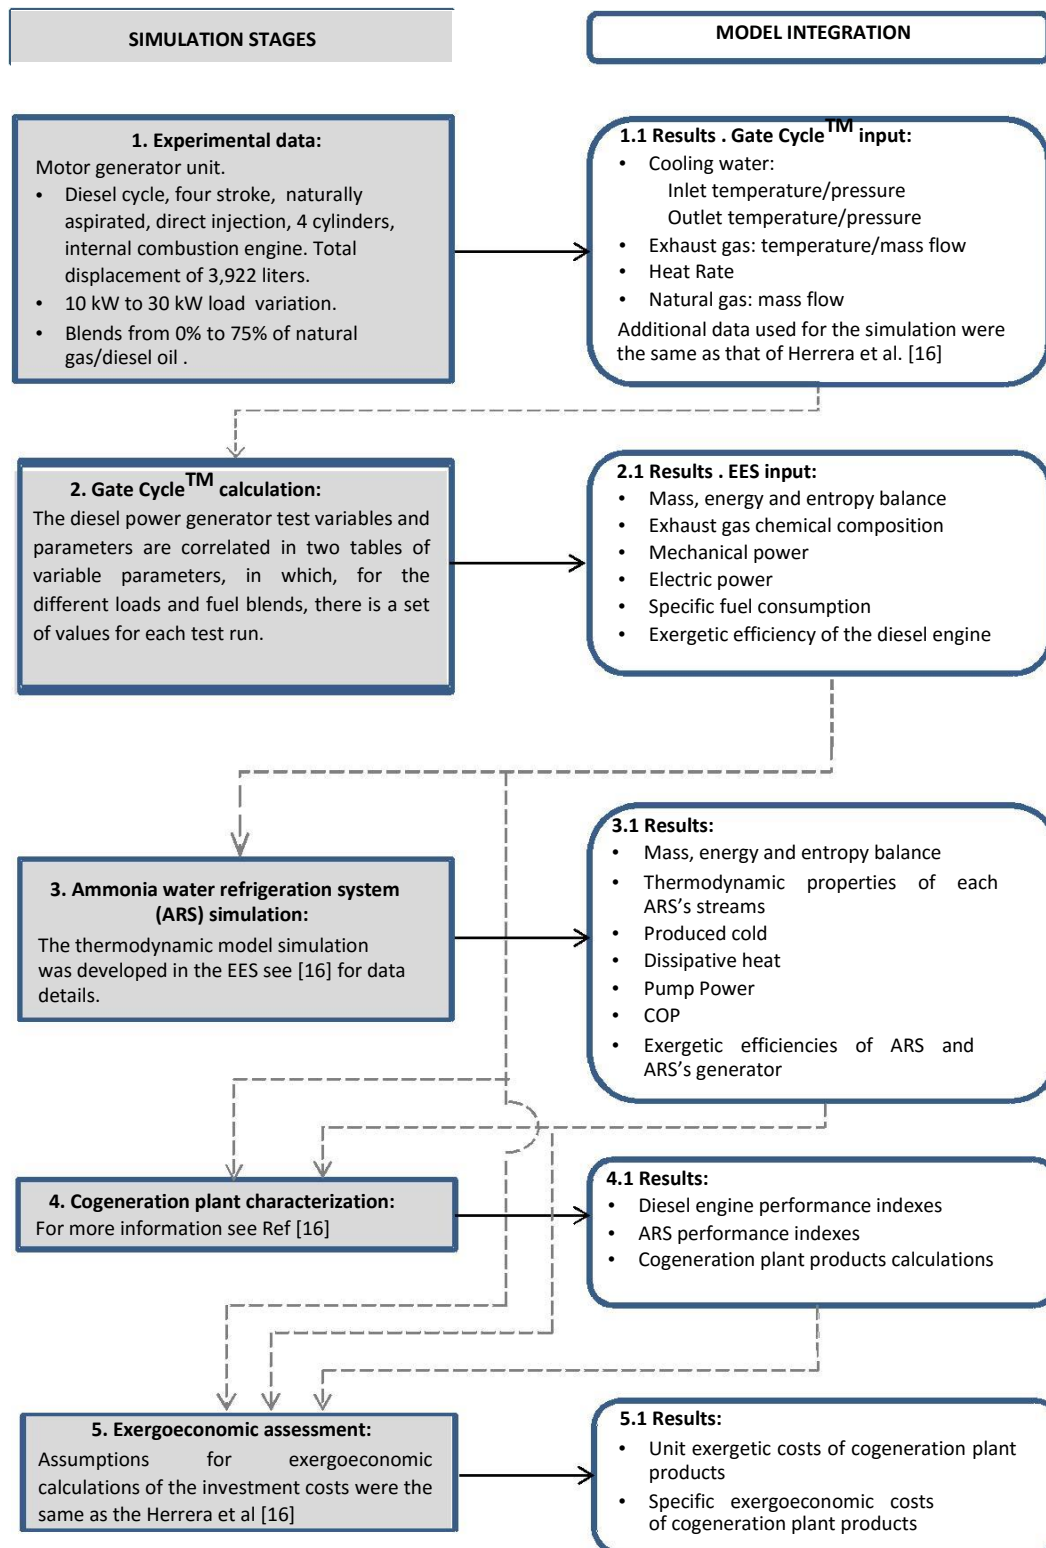 SIMULATION STAGES
MODEL INTEGRATION
1. Experimental data:
Motor generator unit.
• Diesel cycle, four stroke, naturally
aspirated, direct injection, 4 cylinders,
internal combustion engine. Total
displacement of 3,922 liters.
• 10 kW to 30 kW load variation.
• Blends from 0% to 75% of natural
gas/diesel oil .
1.1 Results . Gate Cycle™ input:
• Cooling water:
Inlet temperature/pressure
Outlet temperature/pressure
• Exhaust gas: temperature/mass flow
• Heat Rate
• Natural gas: mass flow
Additional data used for the simulation were
the same as that of Herrera et al. [16]
2. Gate Cycle™ calculation:
The diesel power generator test variables and
parameters are correlated in two tables of
variable parameters, in which, for the
different loads and fuel blends, there is a set
of values for each test run.
2.1 Results . EES input:
• Mass, energy and entropy balance
• Exhaust gas chemical composition
• Mechanical power
• Electric power
• Specific fuel consumption
• Exergetic efficiency of the diesel engine
3. Ammonia water refrigeration system
(ARS) simulation:
The thermodynamic model simulation
was developed in the EES see [16] for data
details.
3.1 Results:
• Mass, energy and entropy balance
• Thermodynamic properties of each
ARS's streams
• Produced cold
• Dissipative heat
• Pump Power
• COP
• Exergetic efficiencies of ARS and
ARS's generator
4. Cogeneration plant characterization:
For more information see Ref [16]
4.1 Results:
• Diesel engine performance indexes
• ARS performance indexes
• Cogeneration plant products calculations
5. Exergoeconomic assessment:
Assumptions for exergoeconomic
calculations of the investment costs were the
same as the Herrera et al [16]
5.1 Results:
• Unit exergetic costs of cogeneration plant
products
• Specific exergoeconomic costs
of cogeneration plant products